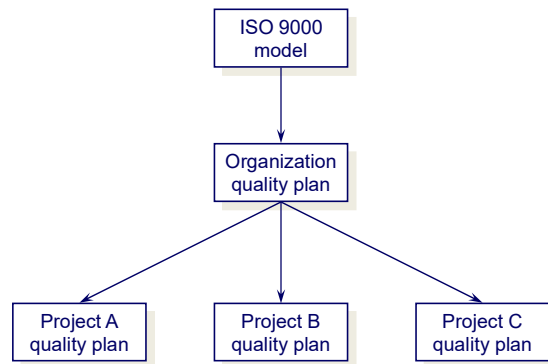 ISO 9000
model
Organization
quality plan
Project A
quality plan
Project B
quality plan
Project C
quality plan